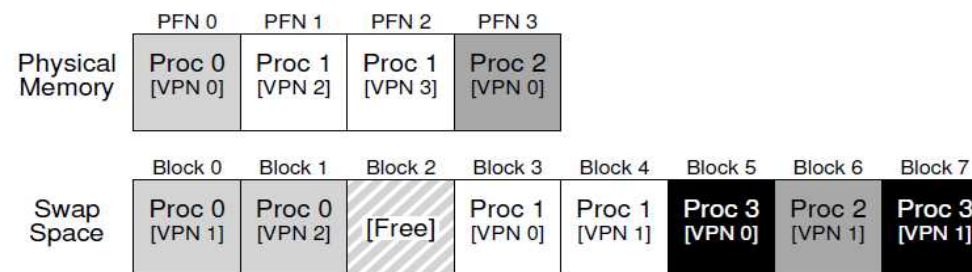 PFN 0 PFN 1 PFN 2 PFN 3
Physical Memory
Proc 0 [VPN 0]
Proc 1 [VPN 2]
Proc 1 [VPN 3]
Proc 2 [VPN 0]
Block 0 Block 1 Block 2 Block 3 Block 4 Block 5 Block 6 Block 7
Swap Space
Proc 0 [VPN 1]
Proc 0 [VPN 2]
[Free]
Proc 1 [VPN 0]
Proc 1 [VPN 1]
Proc 3 [VPN 0]
Proc 2 [VPN 1]
Proc 3 [VPN 1]